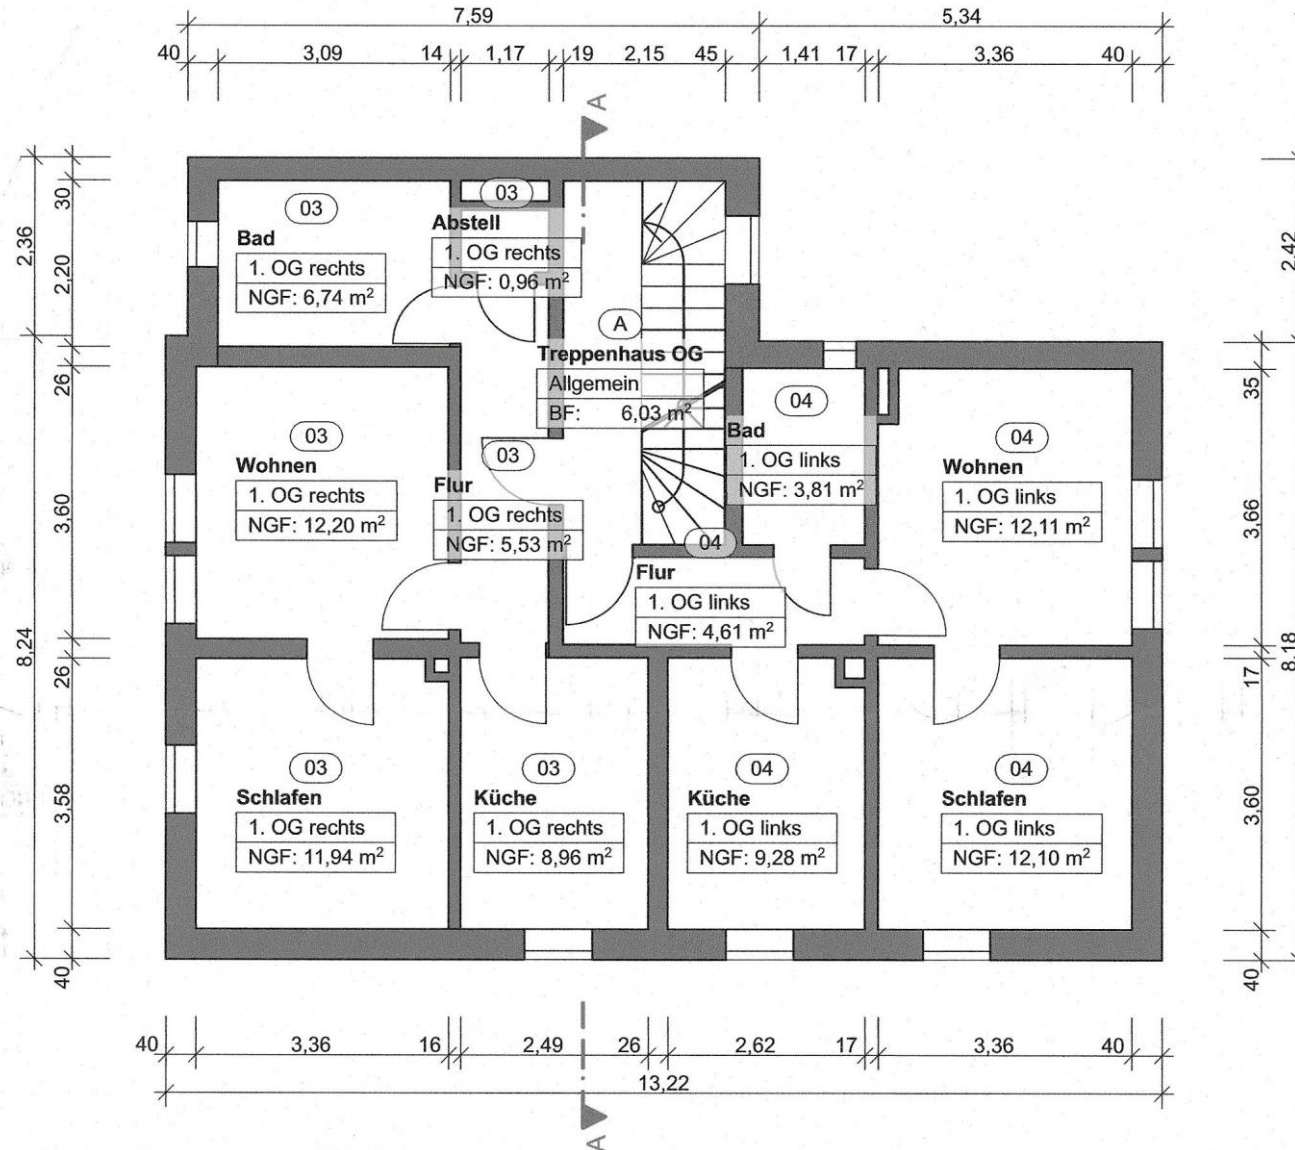 7,59
5,34
40
3,09
14
1,17
19
2,15
45
1,41
17
3,36
40
A
30
2,36
2,20
2,42
03
Bad
1. OG rechts
NGF: 6,74 m²
03
Abstell
1. OG rechts
NGF: 0,96 m²
A
Treppenhaus OG
Allgemein
BF: 6,03 m²
26
35
03
Wohnen
1. OG rechts
NGF: 12,20 m²
03
Flur
1. OG rechts
NGF: 5,53 m²
04
Bad
1. OG links
NGF: 3,81 m²
04
Wohnen
1. OG links
NGF: 12,11 m²
3,60
3,66
04
Flur
1. OG links
NGF: 4,61 m²
8,24
8,18
26
17
03
Schlafen
1. OG rechts
NGF: 11,94 m²
03
Küche
1. OG rechts
NGF: 8,96 m²
04
Küche
1. OG links
NGF: 9,28 m²
04
Schlafen
1. OG links
NGF: 12,10 m²
3,58
3,60
40
40
40
3,36
16
2,49
26
2,62
17
3,36
40
13,22
A